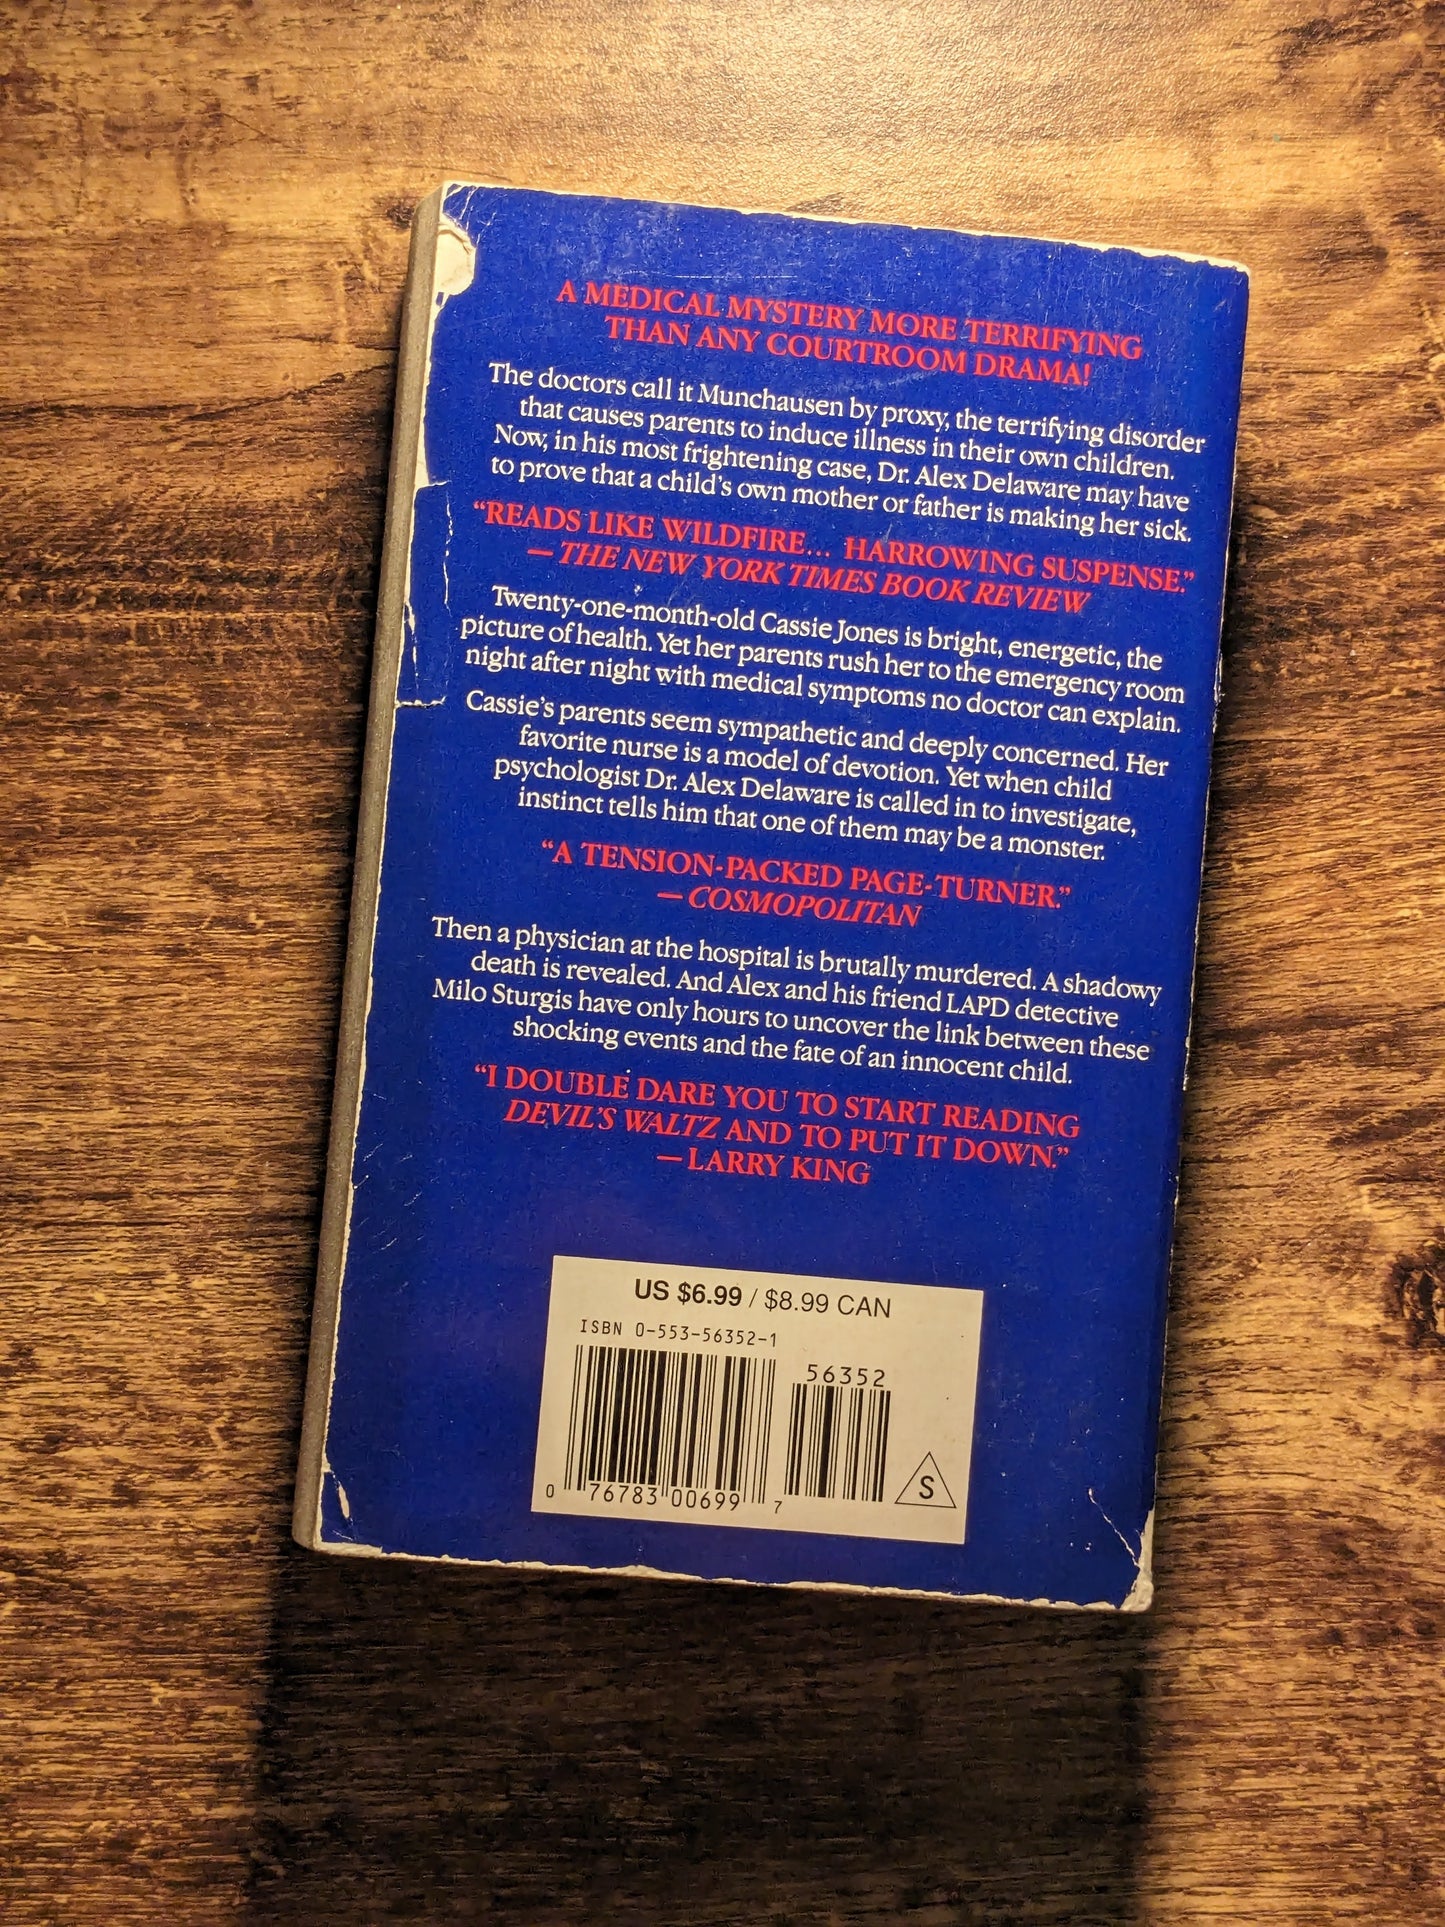 A MEDICAL MYSTERY MORE TERRIFYING
THAN ANY COURTROOM DRAMA!
The doctors call it Munchausen by proxy, the terrifying disorder
that causes parents to induce illness in their own children.
Now, in his most frightening case, Dr. Alex Delaware may have
to prove that a child's own mother or father is making her sick.
“READS LIKE WILDFIRE... HARROWING SUSPENSE.”
—THE NEW YORK TIMES BOOK REVIEW
Twenty-one-month-old Cassie Jones is bright, energetic, the
picture of health. Yet her parents rush her to the emergency room
night after night with medical symptoms no doctor can explain.
Cassie's parents seem sympathetic and deeply concerned. Her
favorite nurse is a model of devotion. Yet when child
psychologist Dr. Alex Delaware is called in to investigate,
instinct tells him that one of them may be a monster.
“A TENSION-PACKED PAGE-TURNER.”
—COSMOPOLITAN
Then a physician at the hospital is brutally murdered. A shadowy
death is revealed. And Alex and his friend LAPD detective
Milo Sturgis have only hours to uncover the link between these
shocking events and the fate of an innocent child.
“I DOUBLE DARE YOU TO START READING
DEVIL'S WALTZ AND TO PUT IT DOWN.”
—LARRY KING
US $6.99 / $8.99 CAN
ISBN 0-553-56352-1
56352
0 76783 00699 7
S